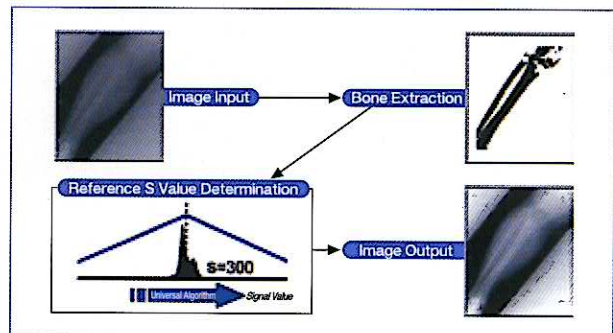 Image Input
Bone Extraction
Reference S Value Determination
S=300
Universal Algorithm
Signal Value
Image Output